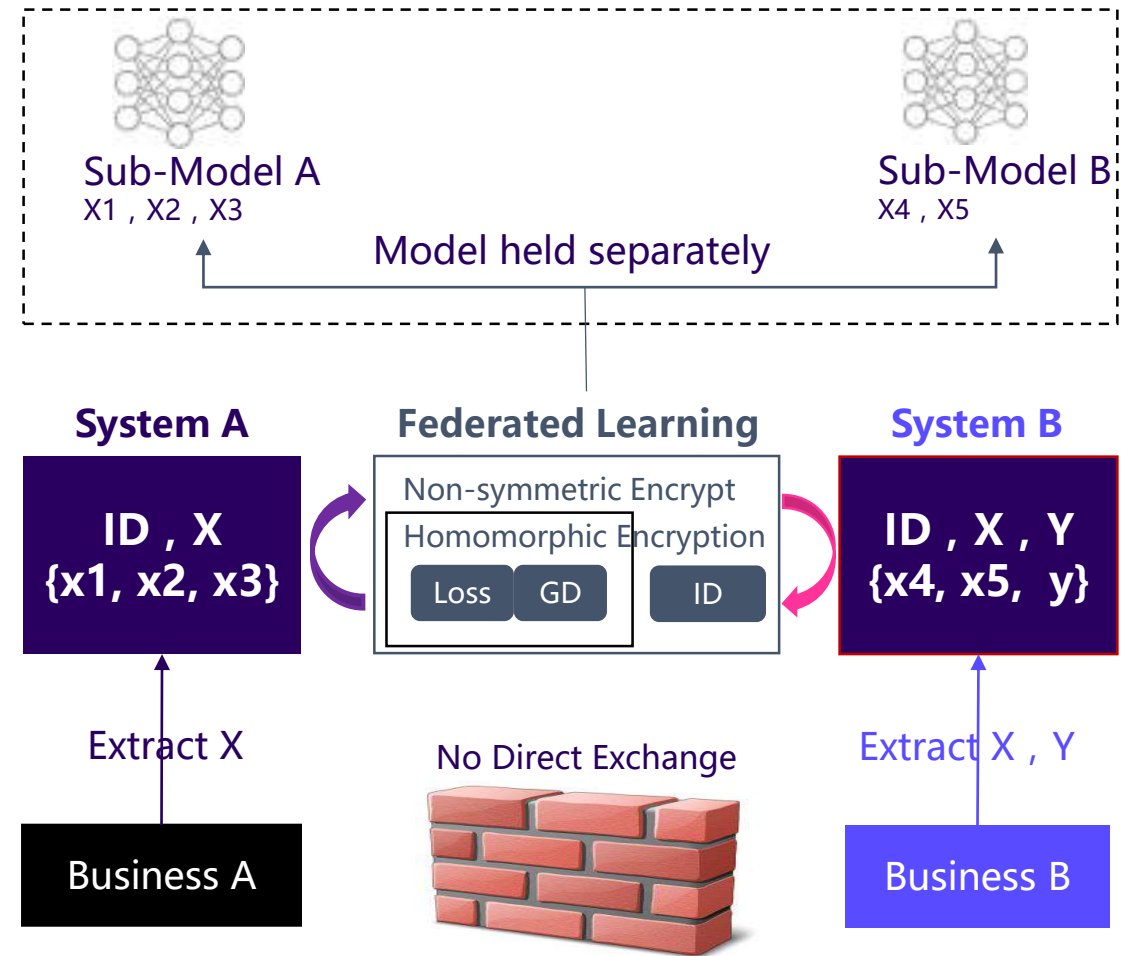 Sub-Model A
X1 , X2 , X3
Sub-Model B
X4 , X5
Model held separately
System A
Federated Learning
System B
ID , X
{x1, x2, x3}
Non-symmetric Encrypt
Homomorphic Encryption
Loss
GD
ID
ID , X , Y
{x4, x5, y}
Extract X
No Direct Exchange
Extract X , Y
Business A
Business B